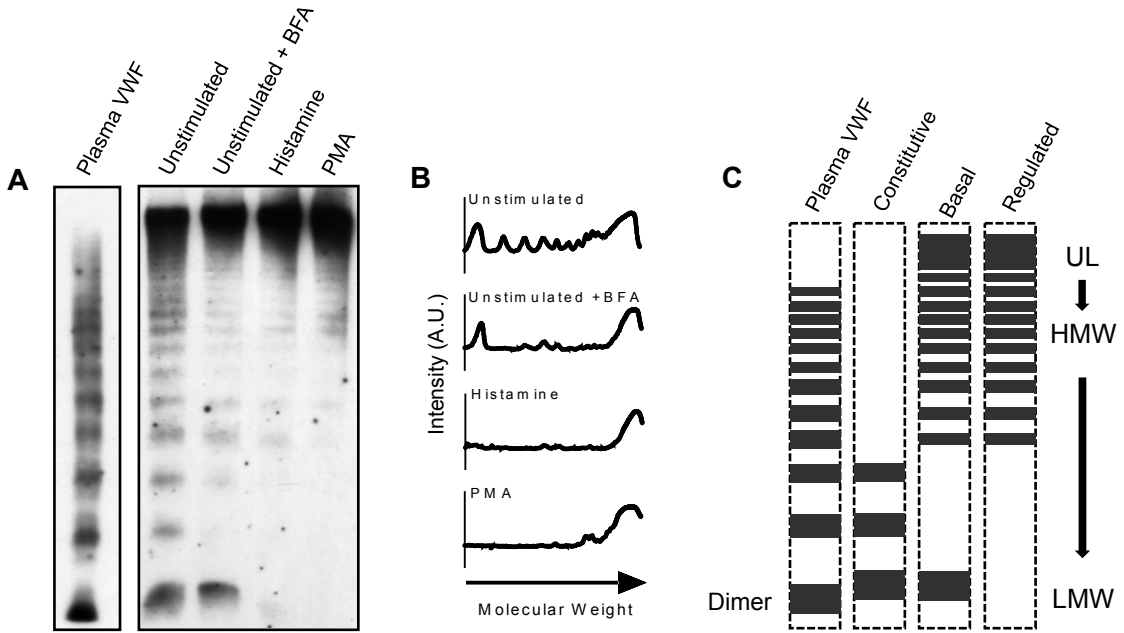 A
Plasma VWF
Unstimulated
Unstimulated + BFA
Histamine
PMA
B
Intensity (A.U.)
Unstimulated
Unstimulated +BFA
Histamine
PMA
Molecular Weight
C
Plasma VWF
Constitutive
Basal
Regulated
UL
HMW
LMW
Dimer